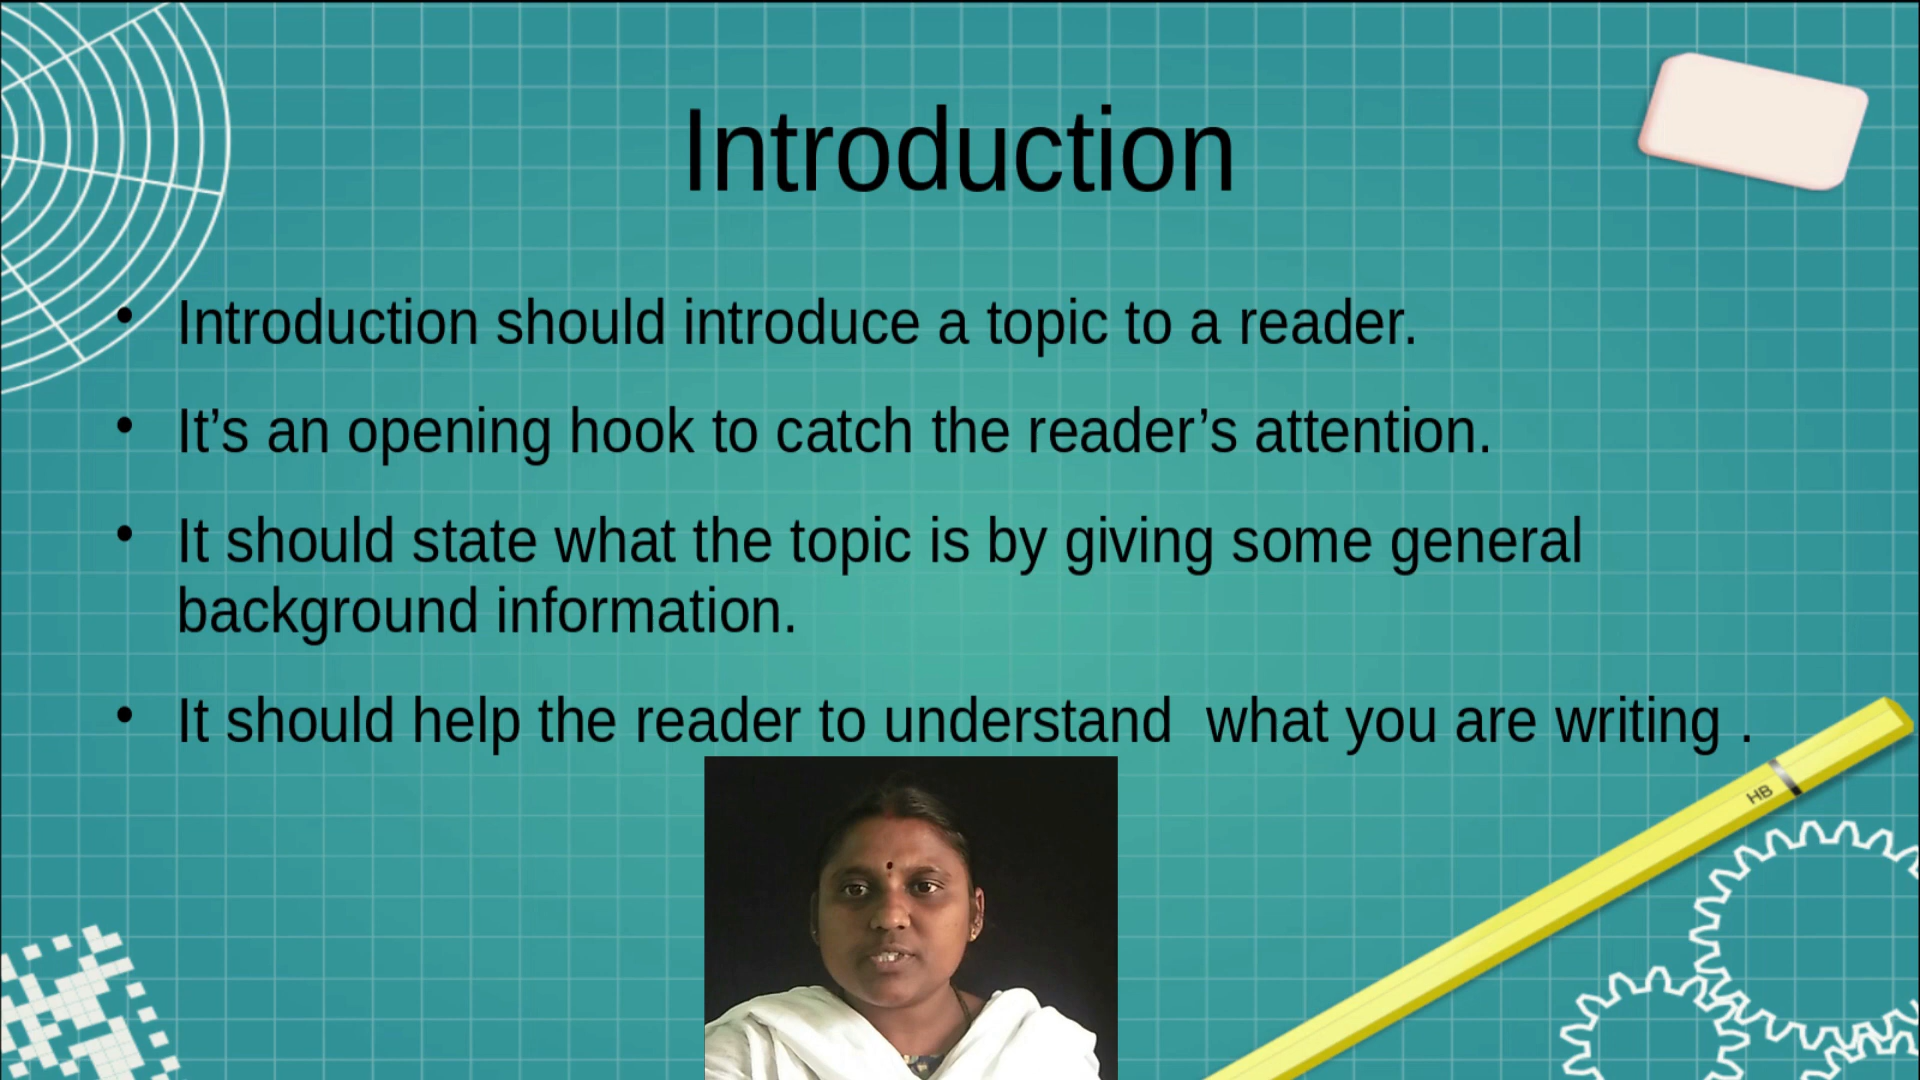 Introduction
• Introduction should introduce a topic to a reader.
• It’s an opening hook to catch the reader’s attention.
• It should state what the topic is by giving some general
background information.
• It should help the reader to understand  what you are writing .
HB